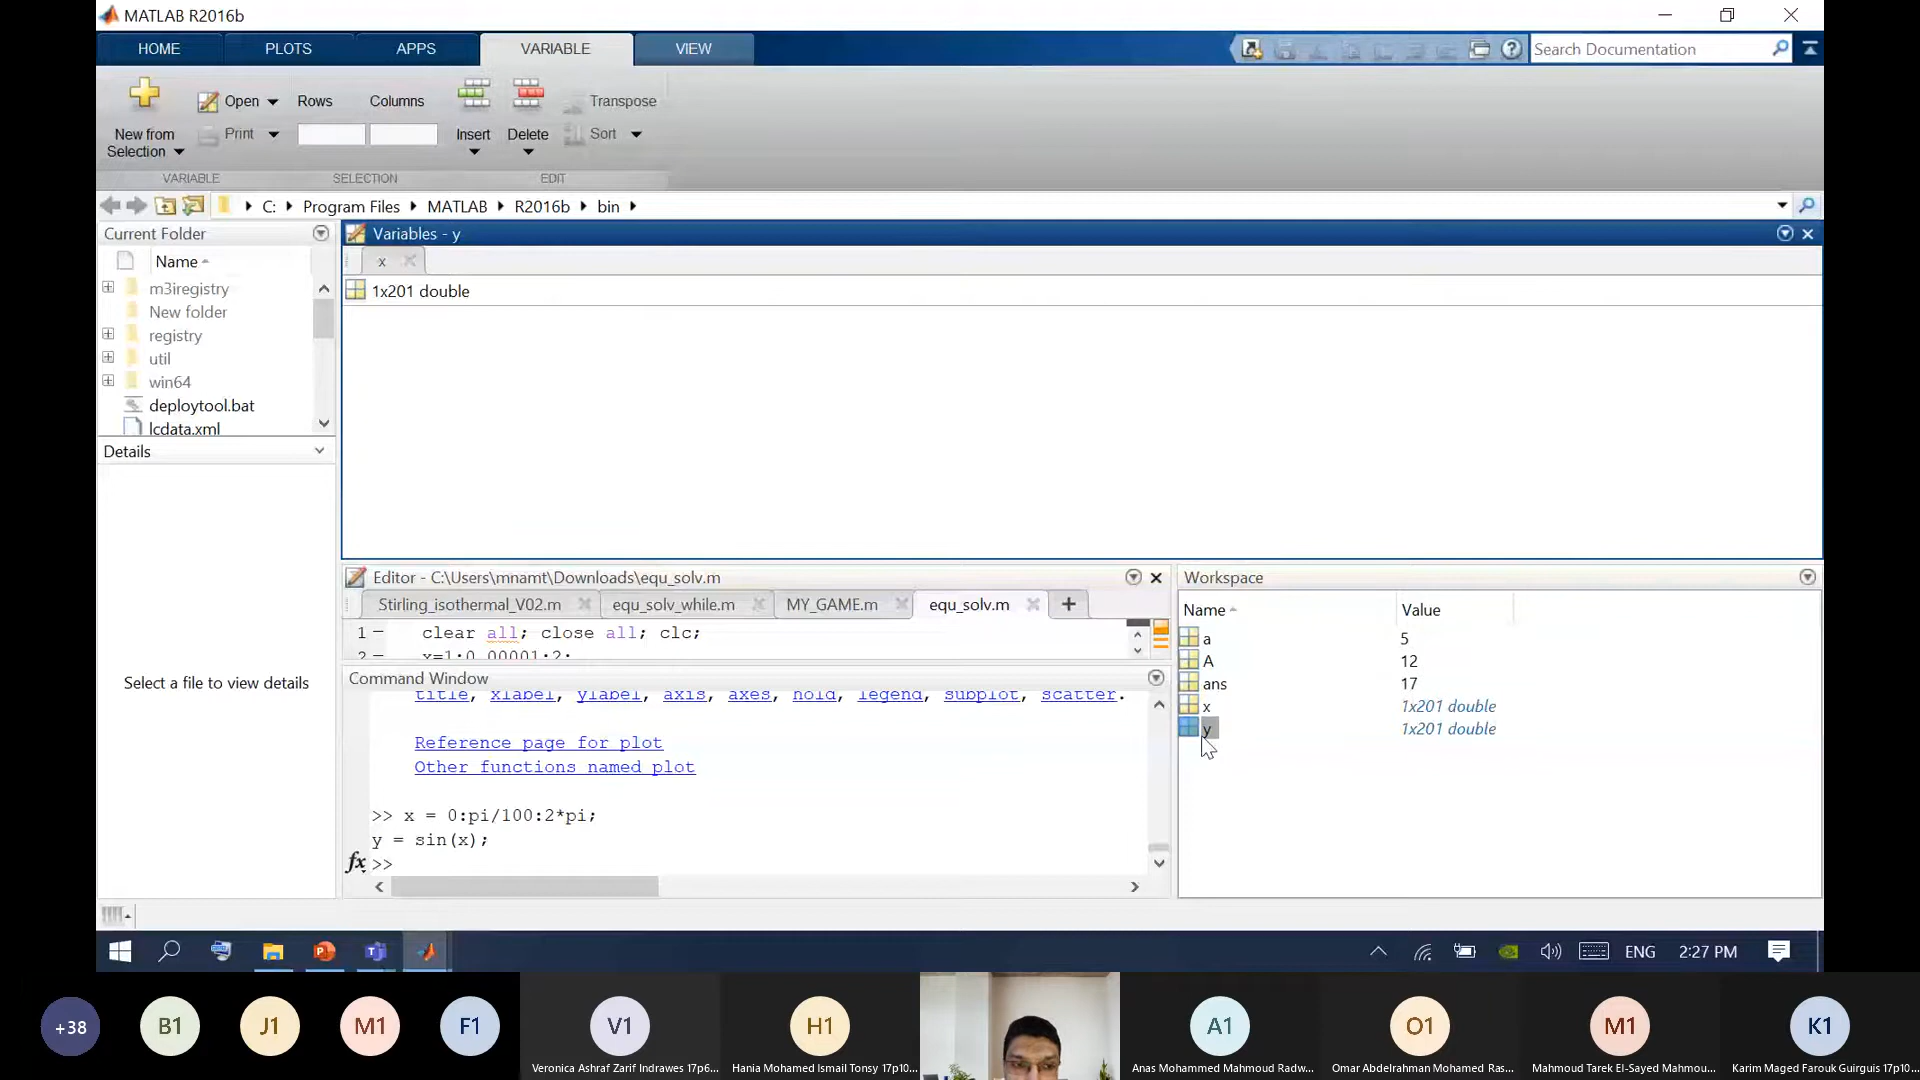 MATLAB R2016b
HOME PLOTS APPS VARIABLE VIEW
Search Documentation
Open Rows Columns Transpose
New from Print Insert Delete Sort
Selection
VARIABLE SELECTION EDIT
C: Program Files MATLAB R2016b bin
Current Folder
Name
m3iregistry
New folder
registry
util
win64
deploytool.bat
lcdata.xml
Details
Select a file to view details
Variables - y
x
1x201 double
Editor - C:\Users\mnamt\Downloads\equ_solv.m
Stirling_isothermal_V02.m equ_solv_while.m MY_GAME.m equ_solv.m +
1 - clear all; close all; clc;
2 - x=1:0.00001:2;
Command Window
title, xlabel, ylabel, axis, axes, hold, legend, subplot, scatter.
Reference page for plot
Other functions named plot
>> x = 0:pi/100:2*pi;
y = sin(x);
fx >>
Workspace
Name Value
a 5
A 12
ans 17
x 1x201 double
y 1x201 double
ENG 2:27 PM
+38 B1 J1 M1 F1 V1 H1 A1 O1 M1 K1
Veronica Ashraf Zarif Indrawes 17p6... Hania Mohamed Ismail Tonsy 17p10... Anas Mohammed Mahmoud Radw... Omar Abdelrahman Mohamed Ras... Mahmoud Tarek El-Sayed Mahmou... Karim Maged Farouk Guirguis 17p10...